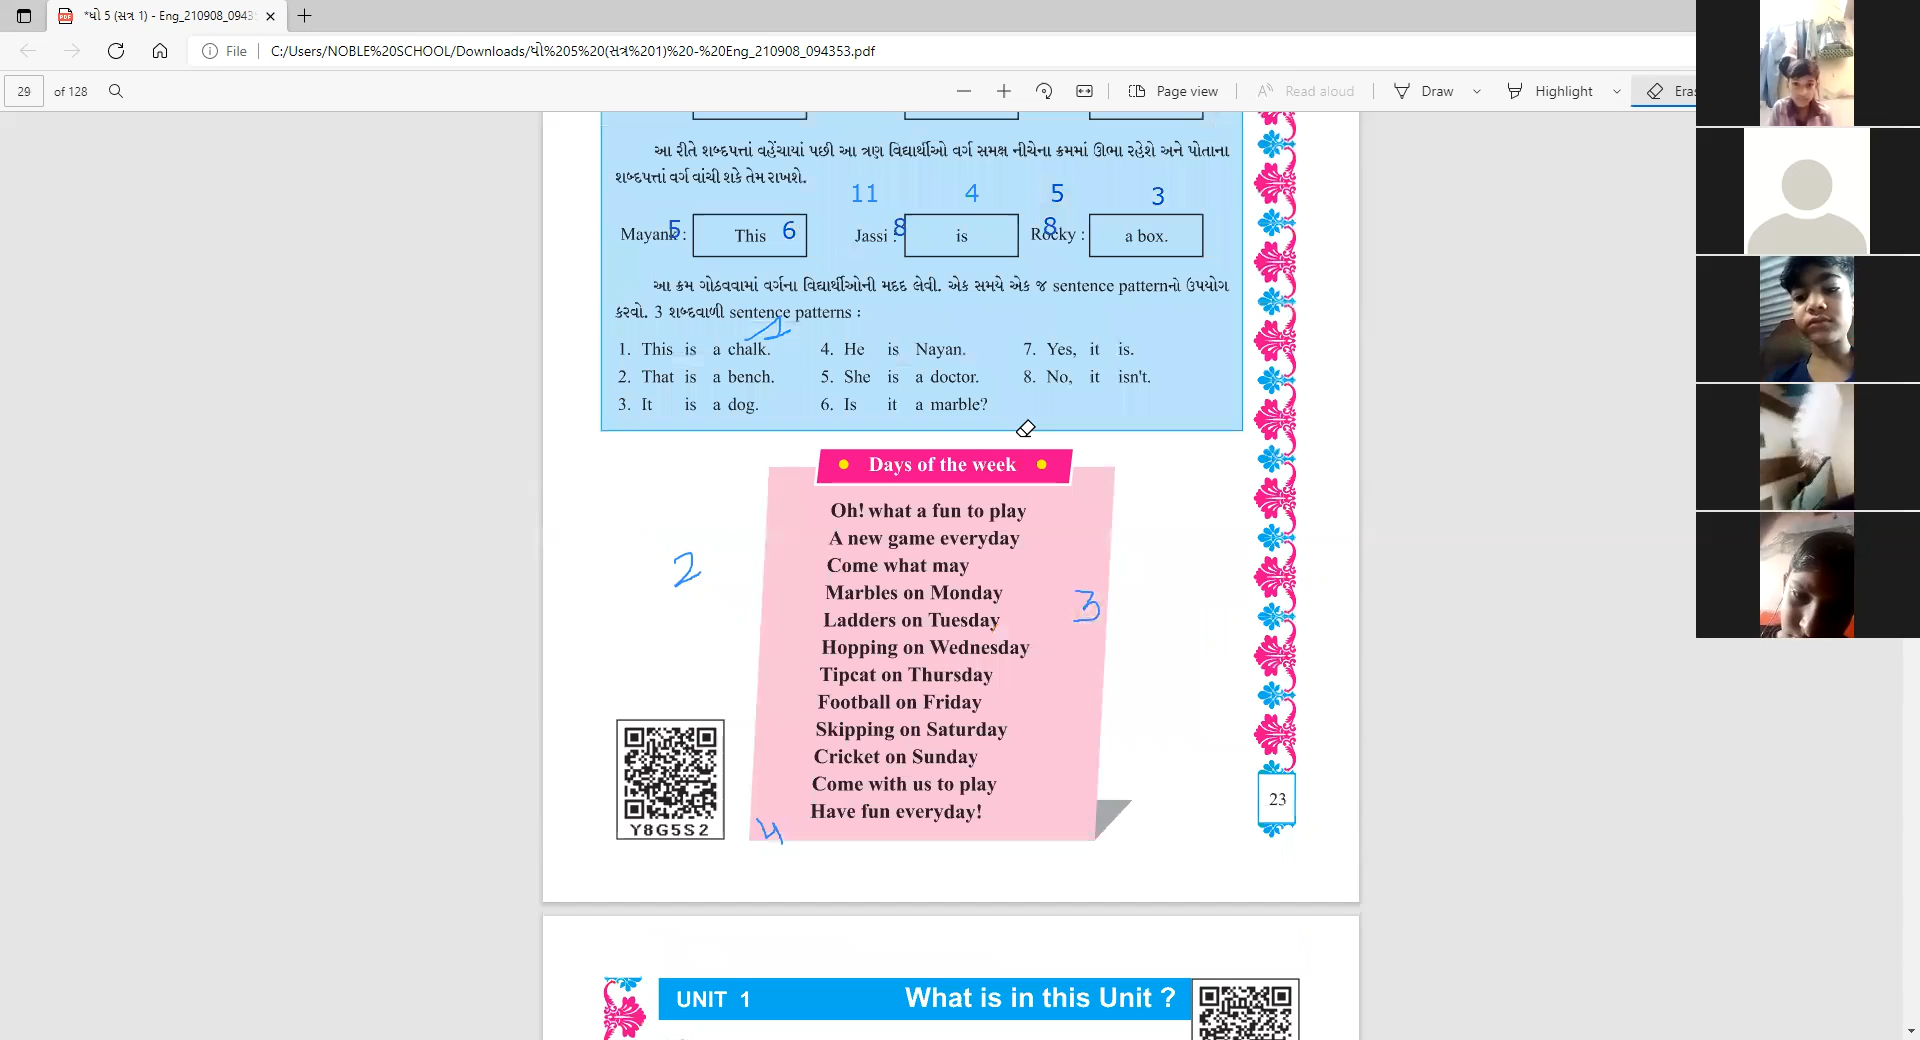 *ધો 5 (સત્ર 1) - Eng_210908_0943
File C:/Users/NOBLE%20SCHOOL/Downloads/ધો%205%20(સત્ર%201)%20-%20Eng_210908_094353.pdf
29 of 128 Page view Read aloud Draw Highlight Eras
આ રીતે શબ્દપત્તાં વહેંચાયાં પછી આ ત્રણ વિદ્યાર્થીઓ વર્ગ સમક્ષ નીચેના ક્રમમાં ઊભા રહેશે અને પોતાના
શબ્દપત્તાં વર્ગ વાંચી શકે તેમ રાખશે.
11 4 5 3
5 6 8 8
Mayank : This Jassi : is Rocky : a box.
આ ક્રમ ગોઠવવામાં વર્ગના વિદ્યાર્થીઓની મદદ લેવી. એક સમયે એક જ sentence patternનો ઉપયોગ
કરવો. 3 શબ્દવાળી sentence patterns :
1
1. This is a chalk. 4. He is Nayan. 7. Yes, it is.
2. That is a bench. 5. She is a doctor. 8. No, it isn't.
3. It is a dog. 6. Is it a marble?
Days of the week
Oh! what a fun to play
A new game everyday
Come what may
2
Marbles on Monday
3
Ladders on Tuesday
Hopping on Wednesday
Tipcat on Thursday
Football on Friday
Skipping on Saturday
Cricket on Sunday
Come with us to play
23
Have fun everyday!
Y8G5S2
4
UNIT 1 What is in this Unit ?